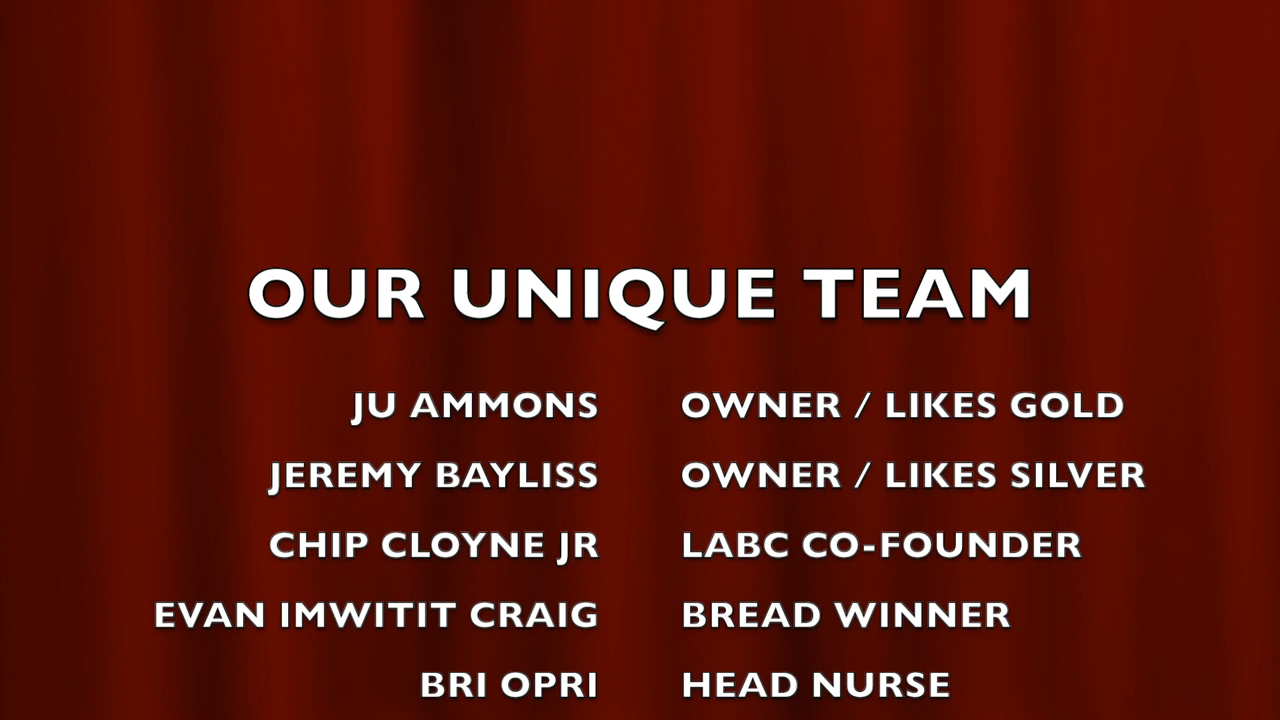 OUR UNIQUE TEAM
JU AMMONS OWNER / LIKES GOLD
JEREMY BAYLISS OWNER / LIKES SILVER
CHIP CLOYNE JR LABC CO-FOUNDER
EVAN IMWITIT CRAIG BREAD WINNER
BRI OPRI HEAD NURSE